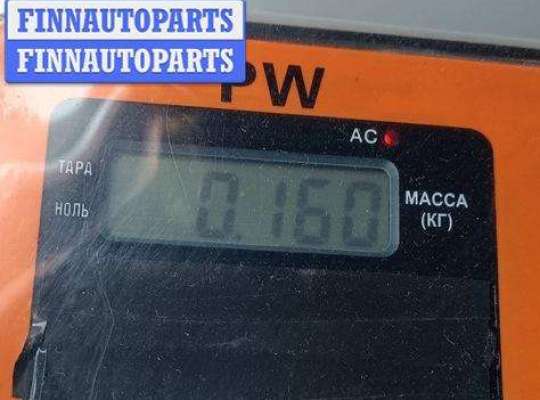 FINNAUTOPARTS
FINNAUTOPARTS
PW
AC
ТАРА
НОЛЬ
0.160
МАССА
(КГ)